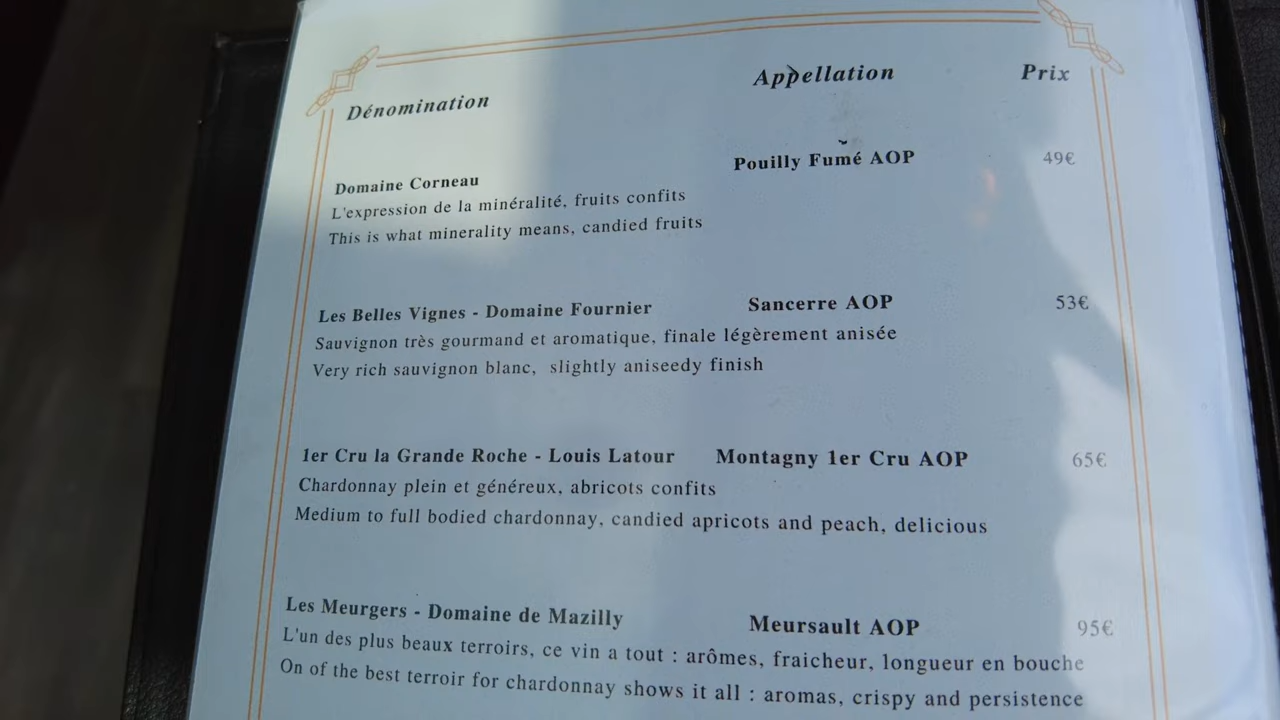 Dénomination Appellation Prix
Domaine Corneau Pouilly Fumé AOP 49€
L'expression de la minéralité, fruits confits
This is what minerality means, candied fruits
Les Belles Vignes - Domaine Fournier Sancerre AOP 53€
Sauvignon très gourmand et aromatique, finale légèrement anisée
Very rich sauvignon blanc, slightly aniseedy finish
1er Cru la Grande Roche - Louis Latour Montagny 1er Cru AOP 65€
Chardonnay plein et généreux, abricots confits
Medium to full bodied chardonnay, candied apricots and peach, delicious
Les Meurgers - Domaine de Mazilly Meursault AOP 95€
L'un des plus beaux terroirs, ce vin a tout : arômes, fraicheur, longueur en bouche
On of the best terroir for chardonnay shows it all : aromas, crispy and persistence